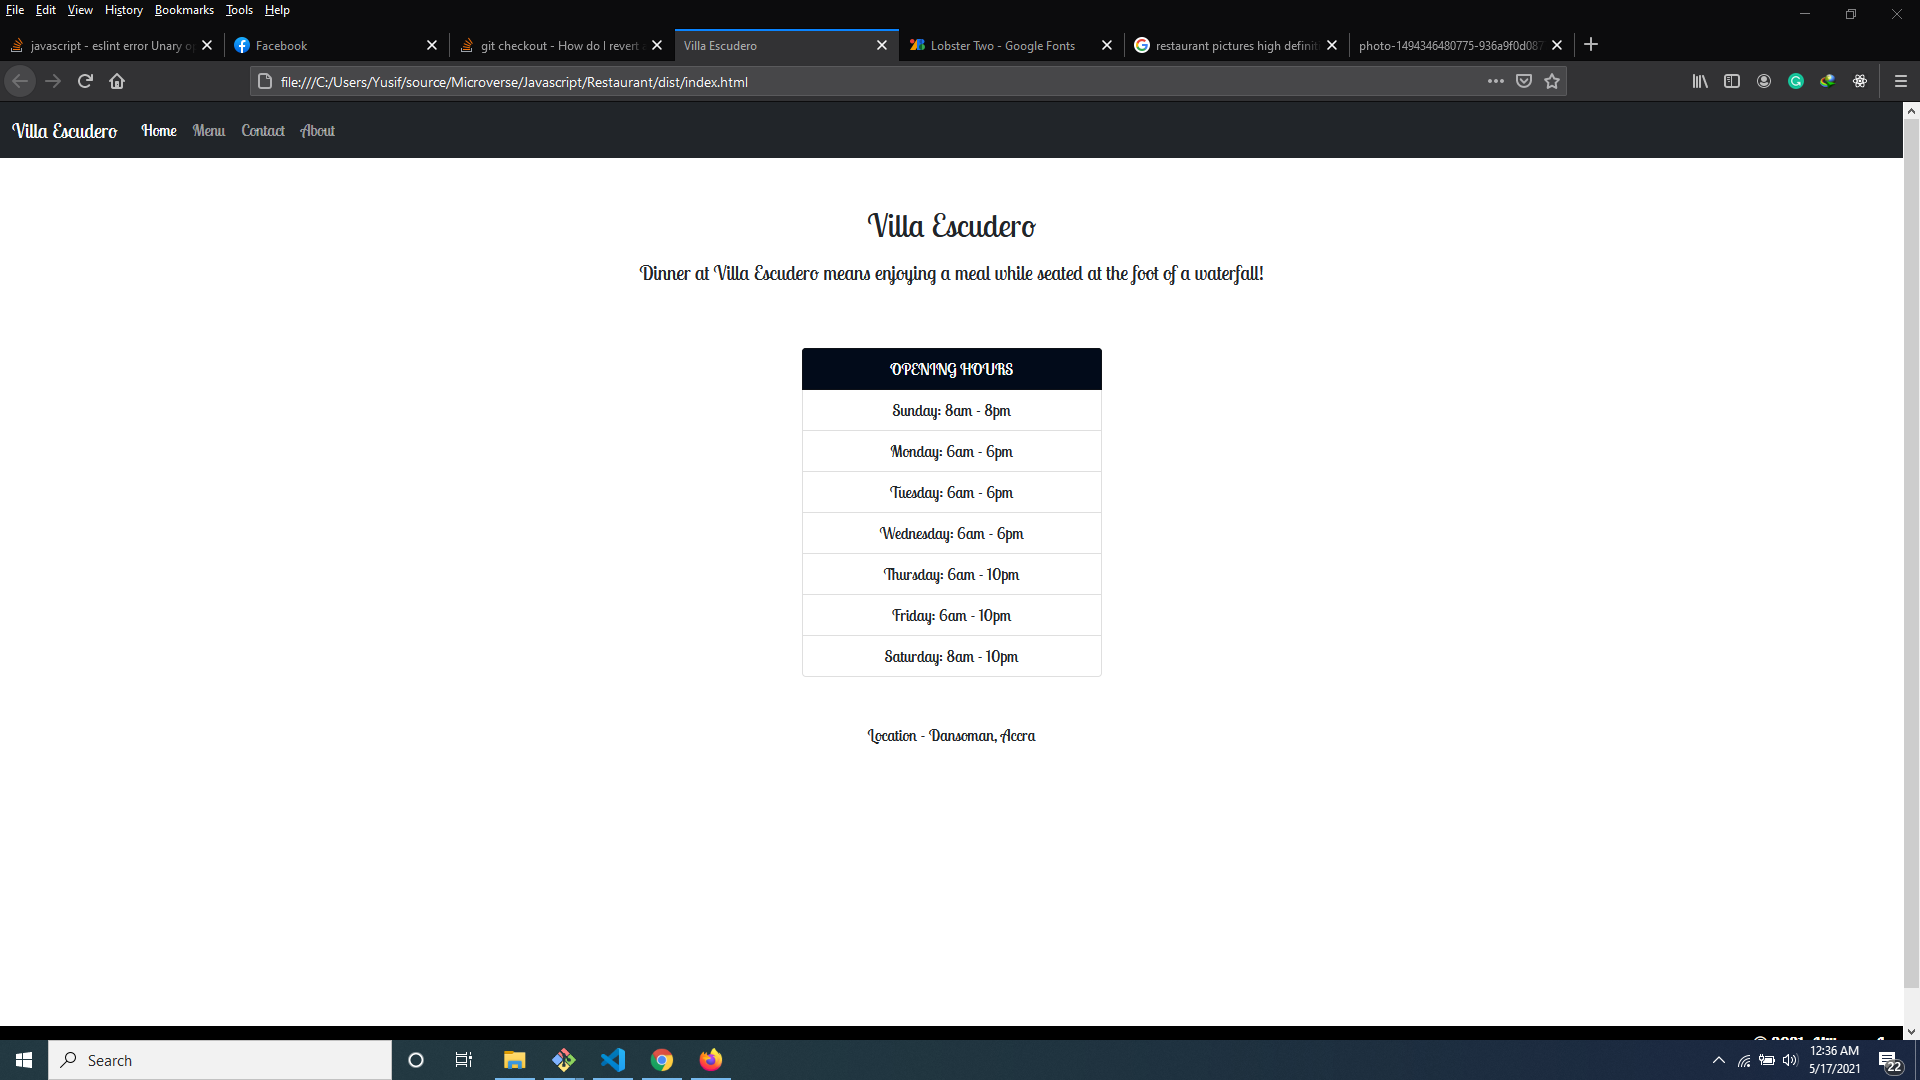 File Edit View History Bookmarks Tools Help
javascript - eslint error Unary o
Facebook
git checkout - How do I revert
Villa Escudero
Lobster Two - Google Fonts
restaurant pictures high definit
photo-1494346480775-936a9f0d087
file:///C:/Users/Yusif/source/Microverse/Javascript/Restaurant/dist/index.html
Villa Escudero Home Menu Contact About
Villa Escudero
Dinner at Villa Escudero means enjoying a meal while seated at the foot of a waterfall!
OPENING HOURS
Sunday: 8am - 8pm
Monday: 6am - 6pm
Tuesday: 6am - 6pm
Wednesday: 6am - 6pm
Thursday: 6am - 10pm
Friday: 6am - 10pm
Saturday: 8am - 10pm
Location - Dansoman, Accra
Search
12:36 AM
5/17/2021
22